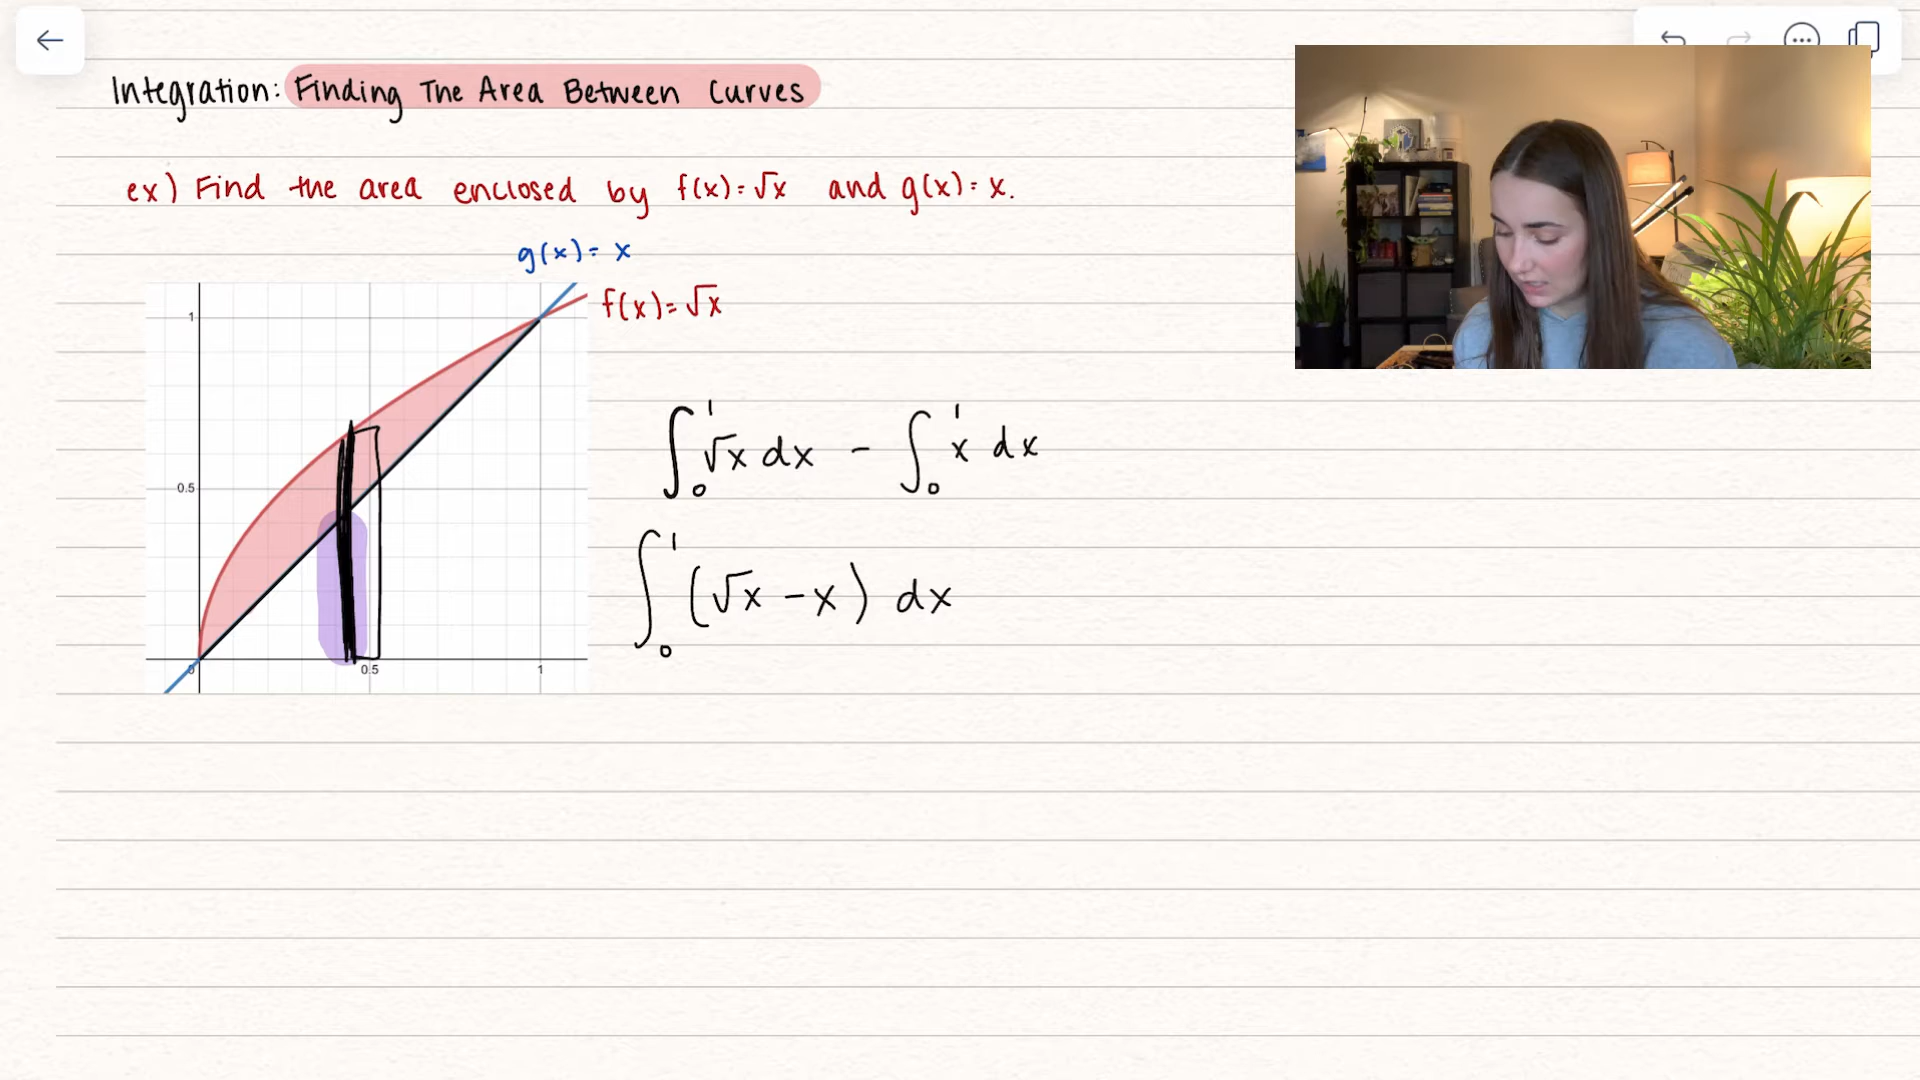 Integration: Finding The Area Between Curves
ex) Find the area enclosed by f(x)=√x and g(x)=x.
g(x)= x
f(x)=√x
1
0.5
0
0.5
1
∫₀¹ √x dx - ∫₀¹ x dx
∫₀¹ (√x - x) dx